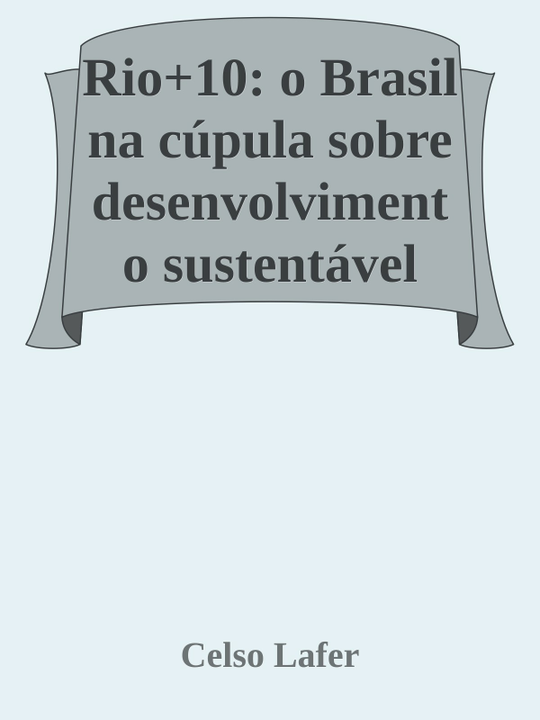 Rio+10: o Brasil
na cúpula sobre
desenvolviment
o sustentável
Celso Lafer